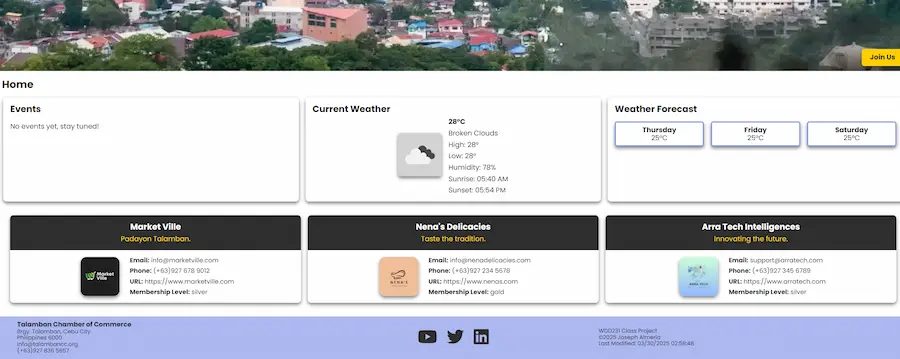 Join Us
Home
Events
No events yet, stay tuned!
Current Weather
28°C
Broken Clouds
High: 28°
Low: 28°
Humidity: 78%
Sunrise: 05:40 AM
Sunset: 05:54 PM
Weather Forecast
Thursday
25°C
Friday
25°C
Saturday
25°C
Market Ville
Padayon Talamban.
Market
Ville
Email: info@marketville.com
Phone: (+63)927 678 9012
URL: https://www.marketville.com
Membership Level: silver
Nena's Delicacies
Taste the tradition.
NENA'S
Email: info@nenadelicacies.com
Phone: (+63)927 234 5678
URL: https://www.nenas.com
Membership Level: gold
Arra Tech Intelligences
Innovating the future.
Email: support@arratech.com
Phone: (+63)927 345 6789
URL: https://www.arratech.com
Membership Level: silver
Talamban Chamber of Commerce
Brgy. Talamban, Cebu City
Philippines 6000
info@talambancc.org
(+63)927 836 5657
WDD231 Class Project
©2025 Joseph Almeria
Last Modified: 03/30/2025 02:56:48